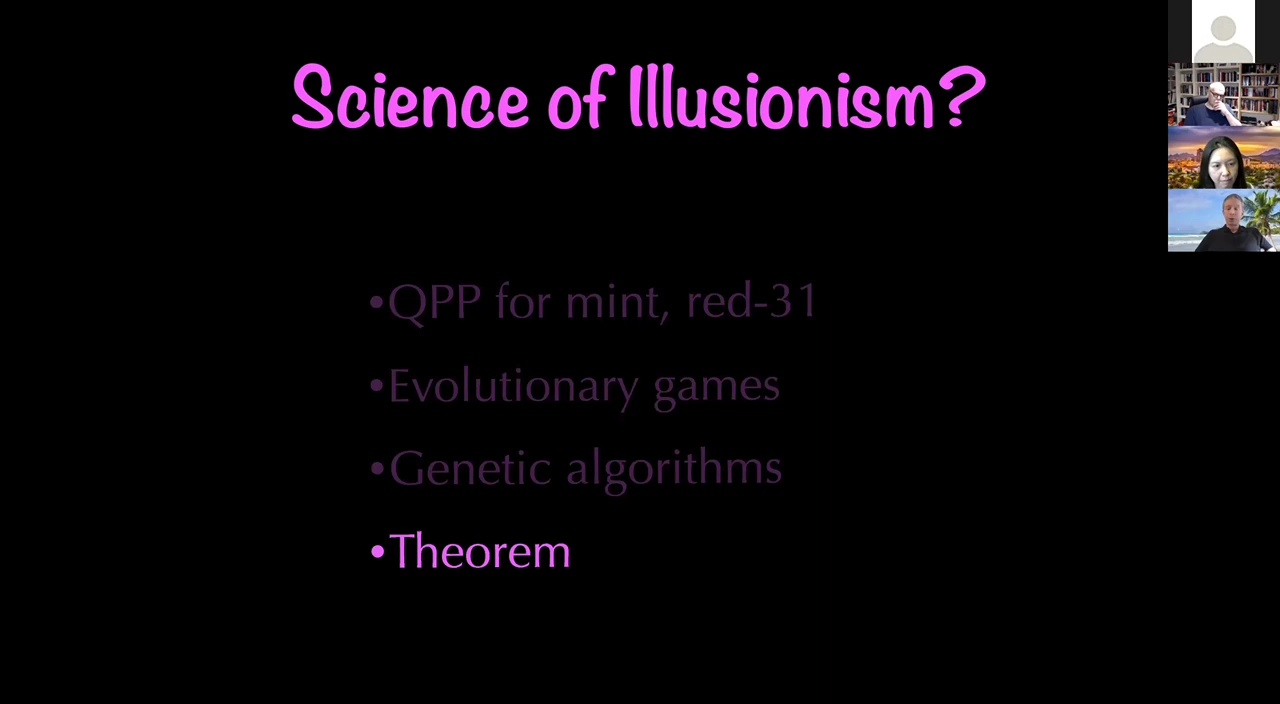 Science of Illusionism?
•QPP for mint, red-31
•Evolutionary games
•Genetic algorithms
•Theorem